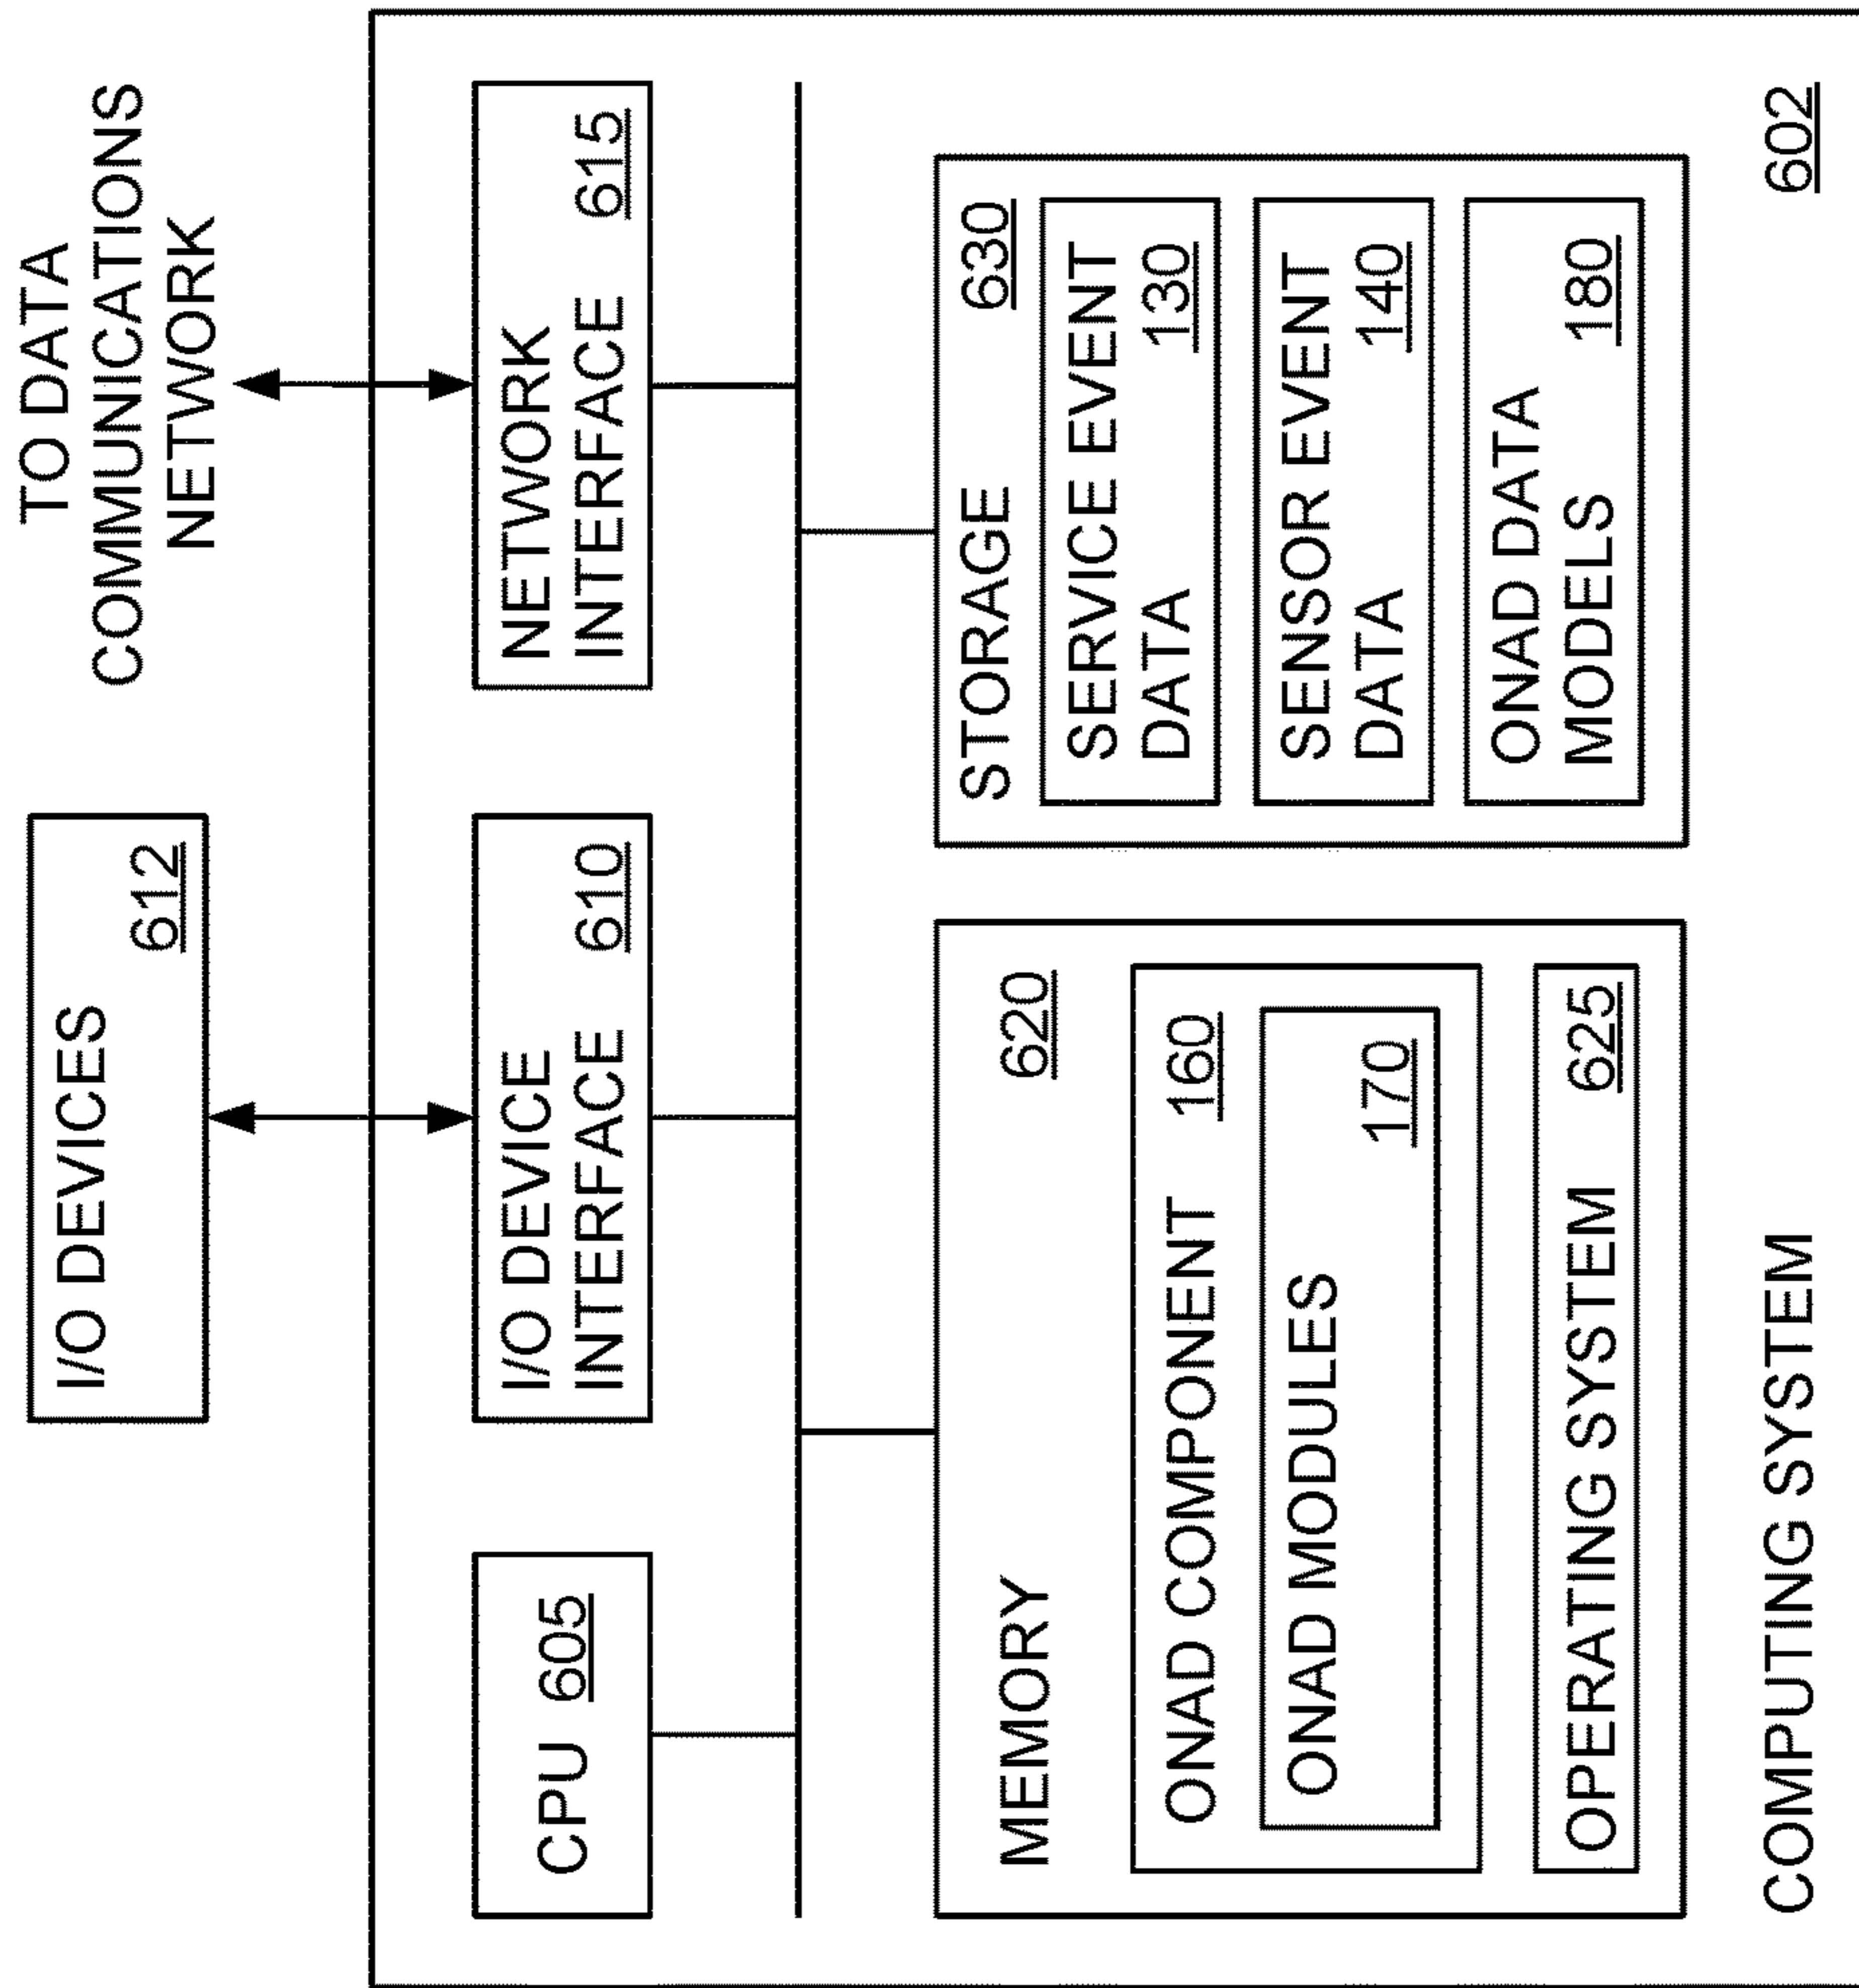 I/O DEVICES
612
TO DATA
COMMUNICATIONS
NETWORK
CPU 605
I/O DEVICE
INTERFACE 610
NETWORK
INTERFACE 615
MEMORY
620
ONAD COMPONENT 160
ONAD MODULES
170
OPERATING SYSTEM 625
STORAGE 630
SERVICE EVENT
DATA 130
SENSOR EVENT
DATA 140
ONAD DATA
MODELS 180
COMPUTING SYSTEM 602